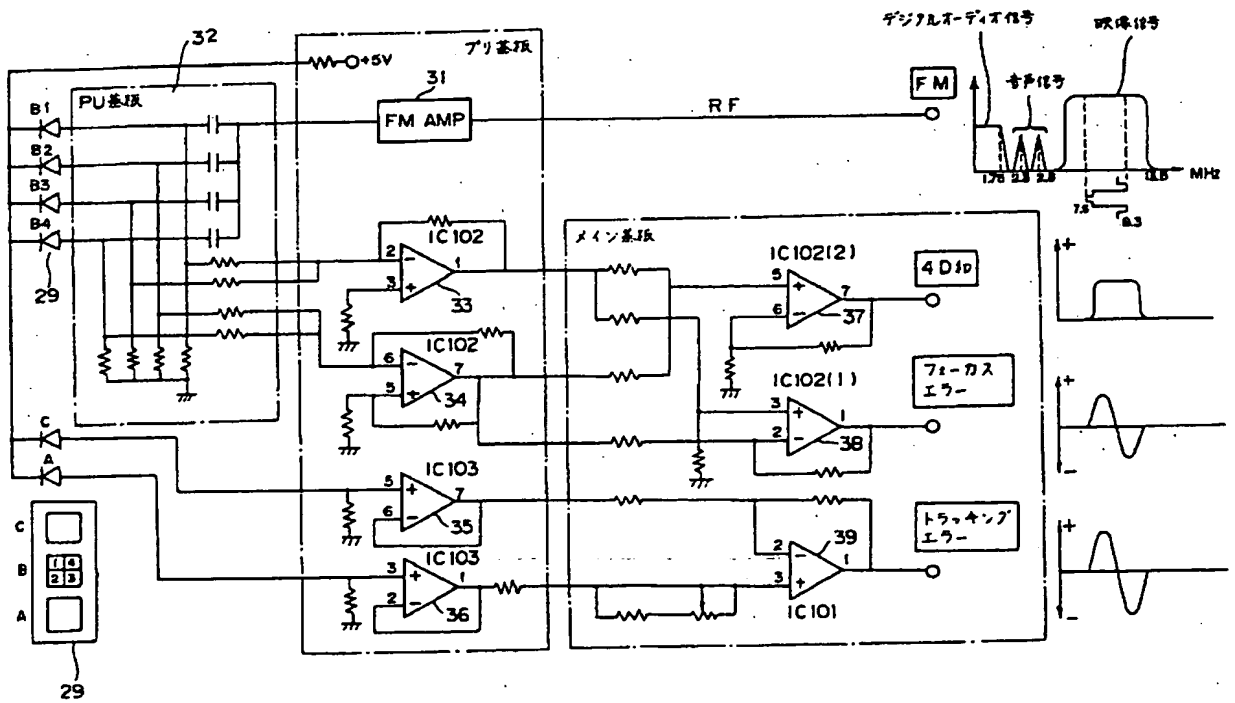 デジタルオーディオ信号
映像信号
音声信号
32
プリ基板
+5V
PU基板
31
FM AMP
RF
FM
1.75
2.3
2.8
MHz
7.6
9.3
B1
B2
B3
B4
29
IC102
2
-
1
3
+
33
IC102
6
-
7
5
+
34
メイン基板
IC102(2)
5
+
7
6
-
37
IC102(1)
3
+
1
2
-
38
フォーカス
エラー
+
+
-
C
A
IC103
5
+
7
6
-
35
IC103
3
+
1
2
-
36
39
2
-
1
3
+
IC101
トラッキング
エラー
+
-
C
B
1 4
2 3
A
29